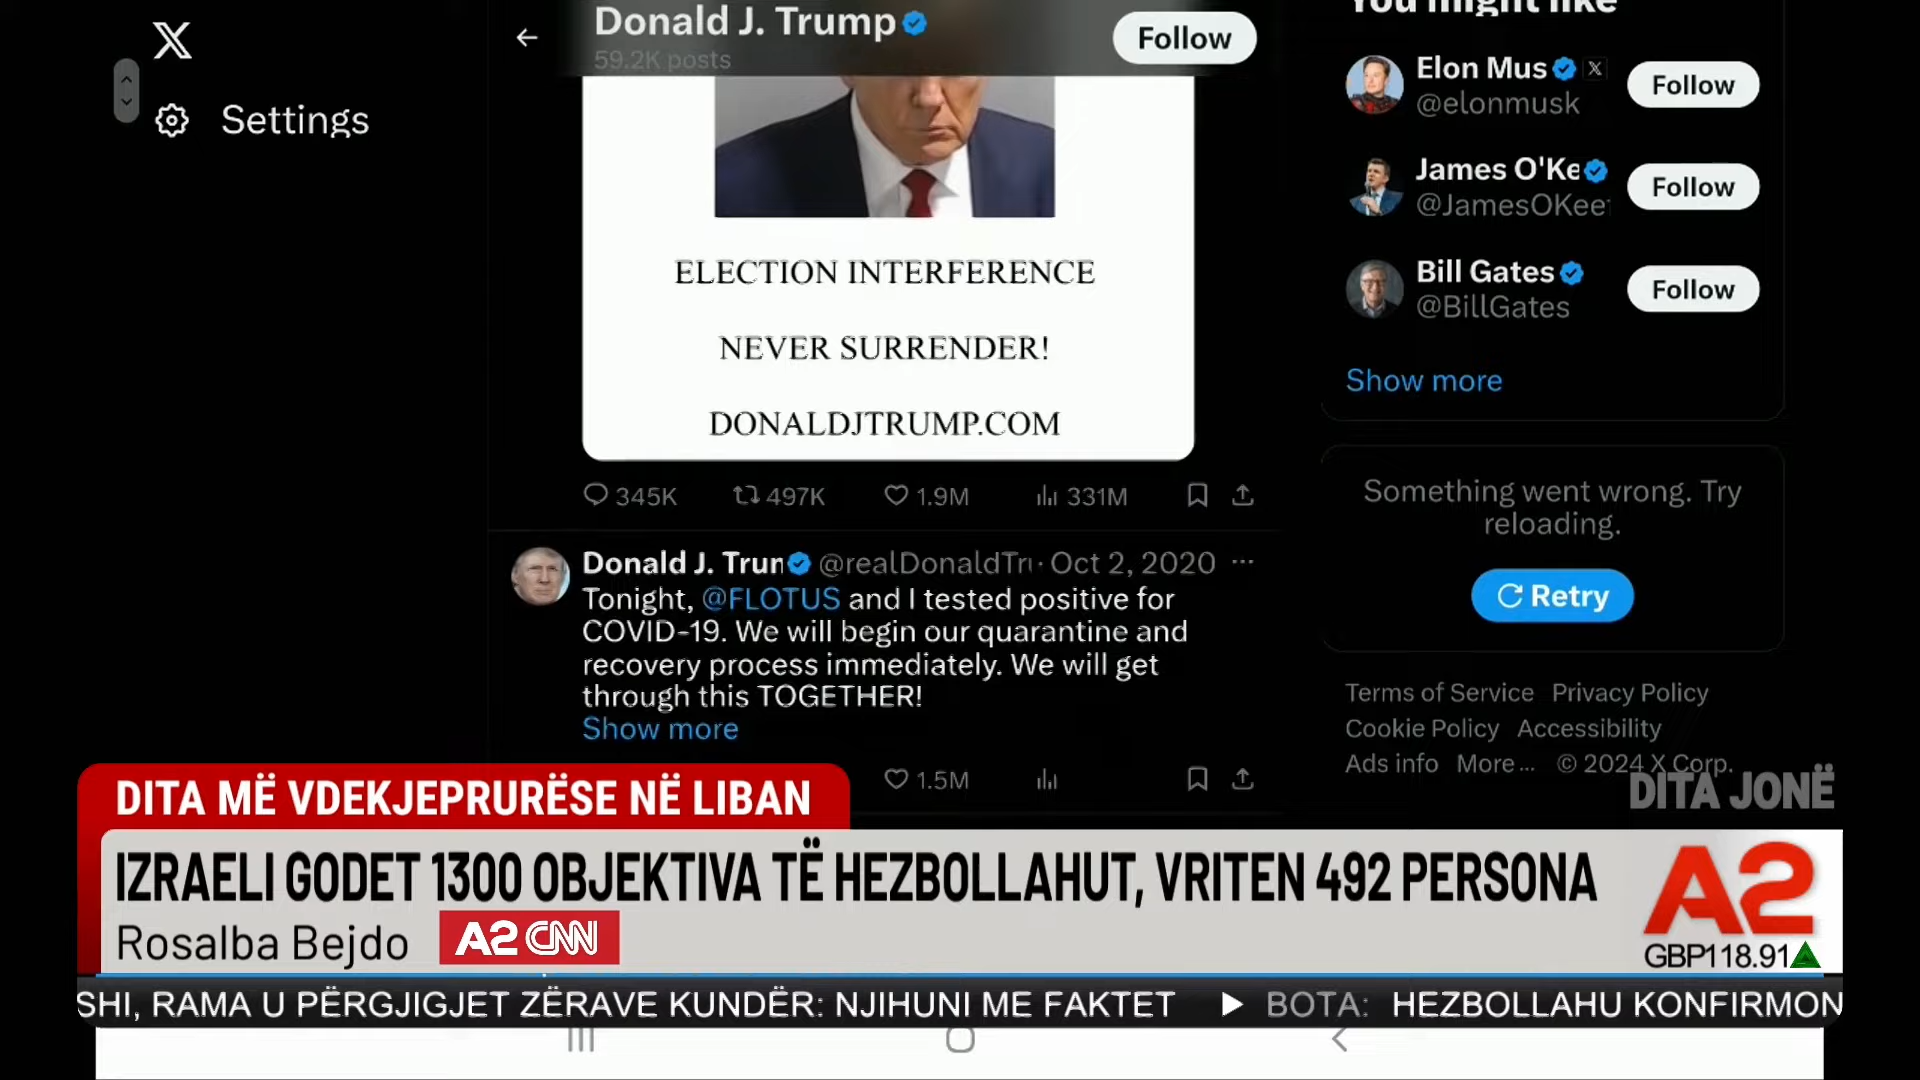 X
Settings
Donald J. Trump
59.2K posts
Follow
ELECTION INTERFERENCE
NEVER SURRENDER!
DONALDJTRUMP.COM
345K 497K 1.9M 331M
Donald J. Trun @realDonaldTr · Oct 2, 2020 ...
Tonight, @FLOTUS and I tested positive for
COVID-19. We will begin our quarantine and
recovery process immediately. We will get
through this TOGETHER!
Show more
1.5M
You might like
Elon Mus X
@elonmusk
Follow
James O'Ke
@JamesOKee
Follow
Bill Gates
@BillGates
Follow
Show more
Something went wrong. Try
reloading.
Retry
Terms of Service Privacy Policy
Cookie Policy Accessibility
Ads info More... © 2024 X Corp.
DITA JONË
DITA MË VDEKJEPRURËSE NË LIBAN
IZRAELI GODET 1300 OBJEKTIVA TË HEZBOLLAHUT, VRITEN 492 PERSONA
Rosalba Bejdo A2 CNN
A2
GBP118.91
SHI, RAMA U PËRGJIGJET ZËRAVE KUNDËR: NJIHUNI ME FAKTET BOTA: HEZBOLLAHU KONFIRMON